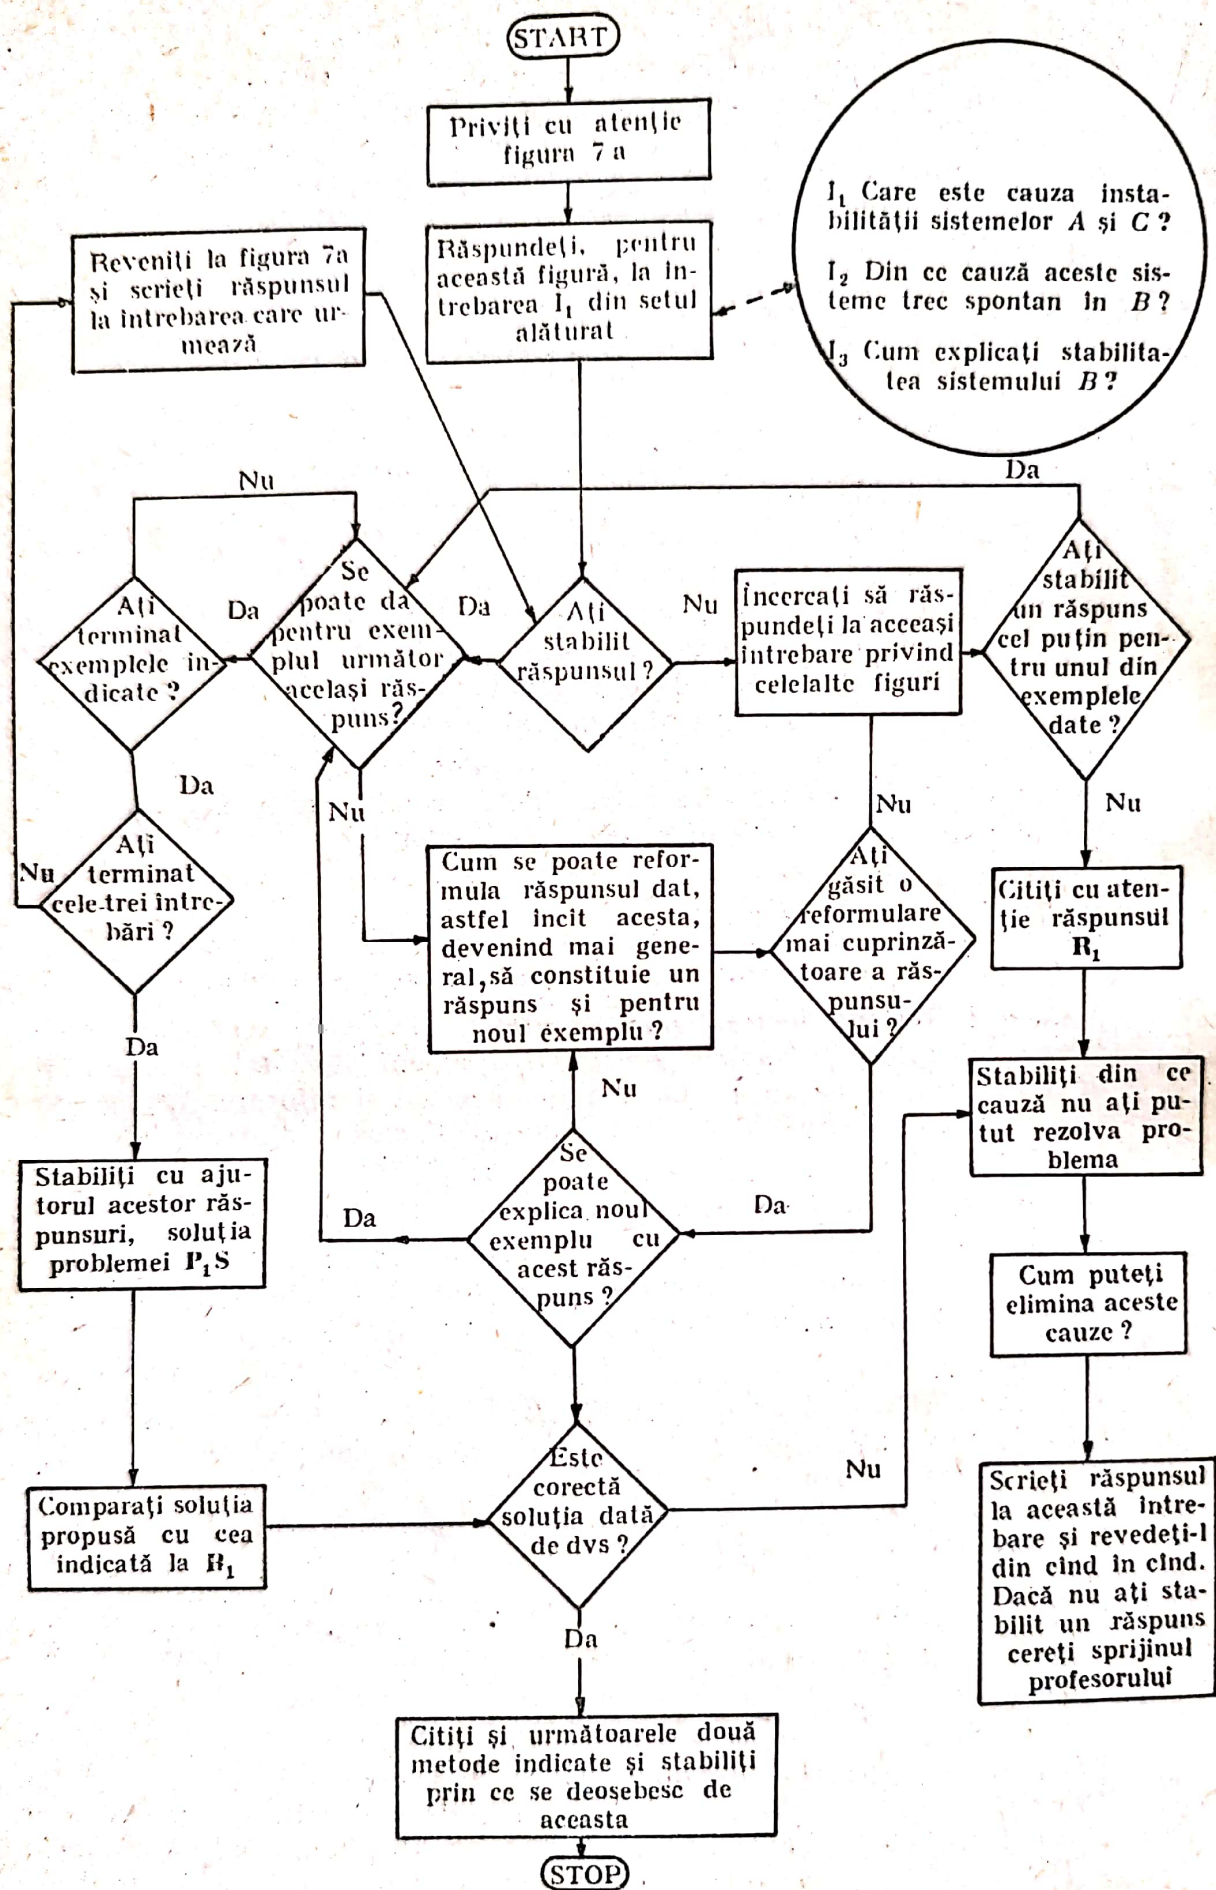 START
Priviți cu atenție
figura 7 a
Răspundeți, pentru
această figură, la în-
trebarea I₁ din setul
alăturat
I₁ Care este cauza insta-
bilității sistemelor A și C ?
I₂ Din ce cauză aceste sis-
teme trec spontan în B ?
I₃ Cum explicați stabilita-
tea sistemului B ?
Reveniți la figura 7a
și scrieți răspunsul
la întrebarea care ur-
mează
Nu
Da
Ați
terminat
exemplele in-
dicate ?
Da
Se
poate da
pentru exem-
plul următor
același răs-
puns?
Da
Ați
stabilit
răspunsul ?
Nu
Încercați să răs-
pundeți la aceeași
întrebare privind
celelalte figuri
Ați
stabilit
un răspuns
cel puțin pen-
tru unul din
exemplele
date ?
Da
Nu
Nu
Nu
Ați
terminat
cele trei între-
bări ?
Nu
Cum se poate refor-
mula răspunsul dat,
astfel încît acesta,
devenind mai gene-
ral, să constituie un
răspuns și pentru
noul exemplu ?
Ați
găsit o
reformulare
mai cuprinză-
toare a răs-
punsu-
lui ?
Citiți cu aten-
ție răspunsul
R₁
Da
Nu
Stabiliți din ce
cauză nu ați pu-
tut rezolva pro-
blema
Stabiliți cu aju-
torul acestor răs-
punsuri, soluția
problemei P₁S
Da
Se
poate
explica noul
exemplu cu
acest răs-
puns ?
Da
Cum puteți
elimina aceste
cauze ?
Comparați soluția
propusă cu cea
indicată la R₁
Este
corectă
soluția dată
de dvs ?
Nu
Scrieți răspunsul
la această între-
bare și revedeți-l
din cînd în cînd.
Dacă nu ați sta-
bilit un răspuns
cereți sprijinul
profesorului
Da
Citiți și următoarele două
metode indicate și stabiliți
prin ce se deosebesc de
aceasta
STOP